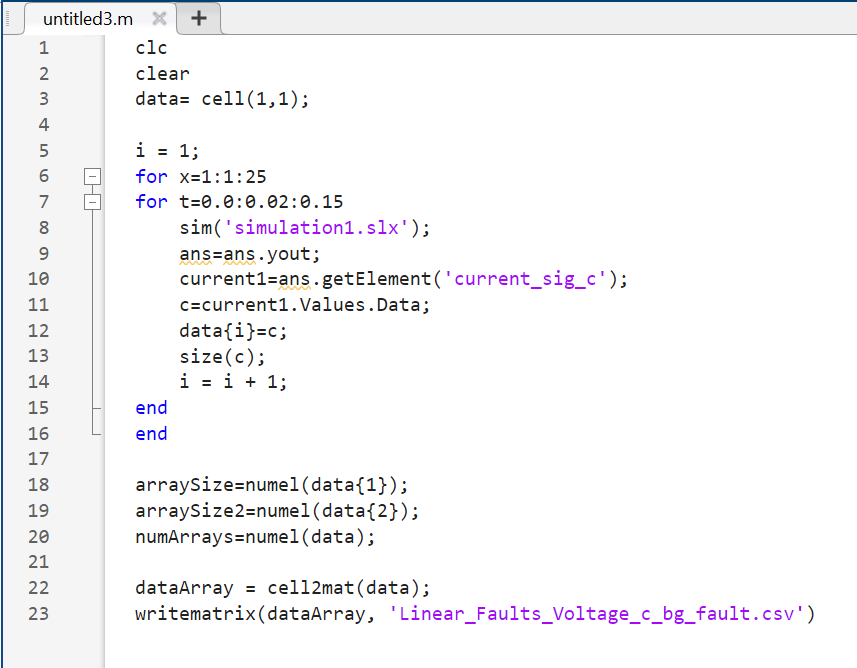 untitled3.m
1 clc
2 clear
3 data= cell(1,1);
4
5 i = 1;
6 for x=1:1:25
7 for t=0.0:0.02:0.15
8 sim('simulation1.slx');
9 ans=ans.yout;
10 current1=ans.getElement('current_sig_c');
11 c=current1.Values.Data;
12 data{i}=c;
13 size(c);
14 i = i + 1;
15 end
16 end
17
18 arraySize=numel(data{1});
19 arraySize2=numel(data{2});
20 numArrays=numel(data);
21
22 dataArray = cell2mat(data);
23 writematrix(dataArray, 'Linear_Faults_Voltage_c_bg_fault.csv')